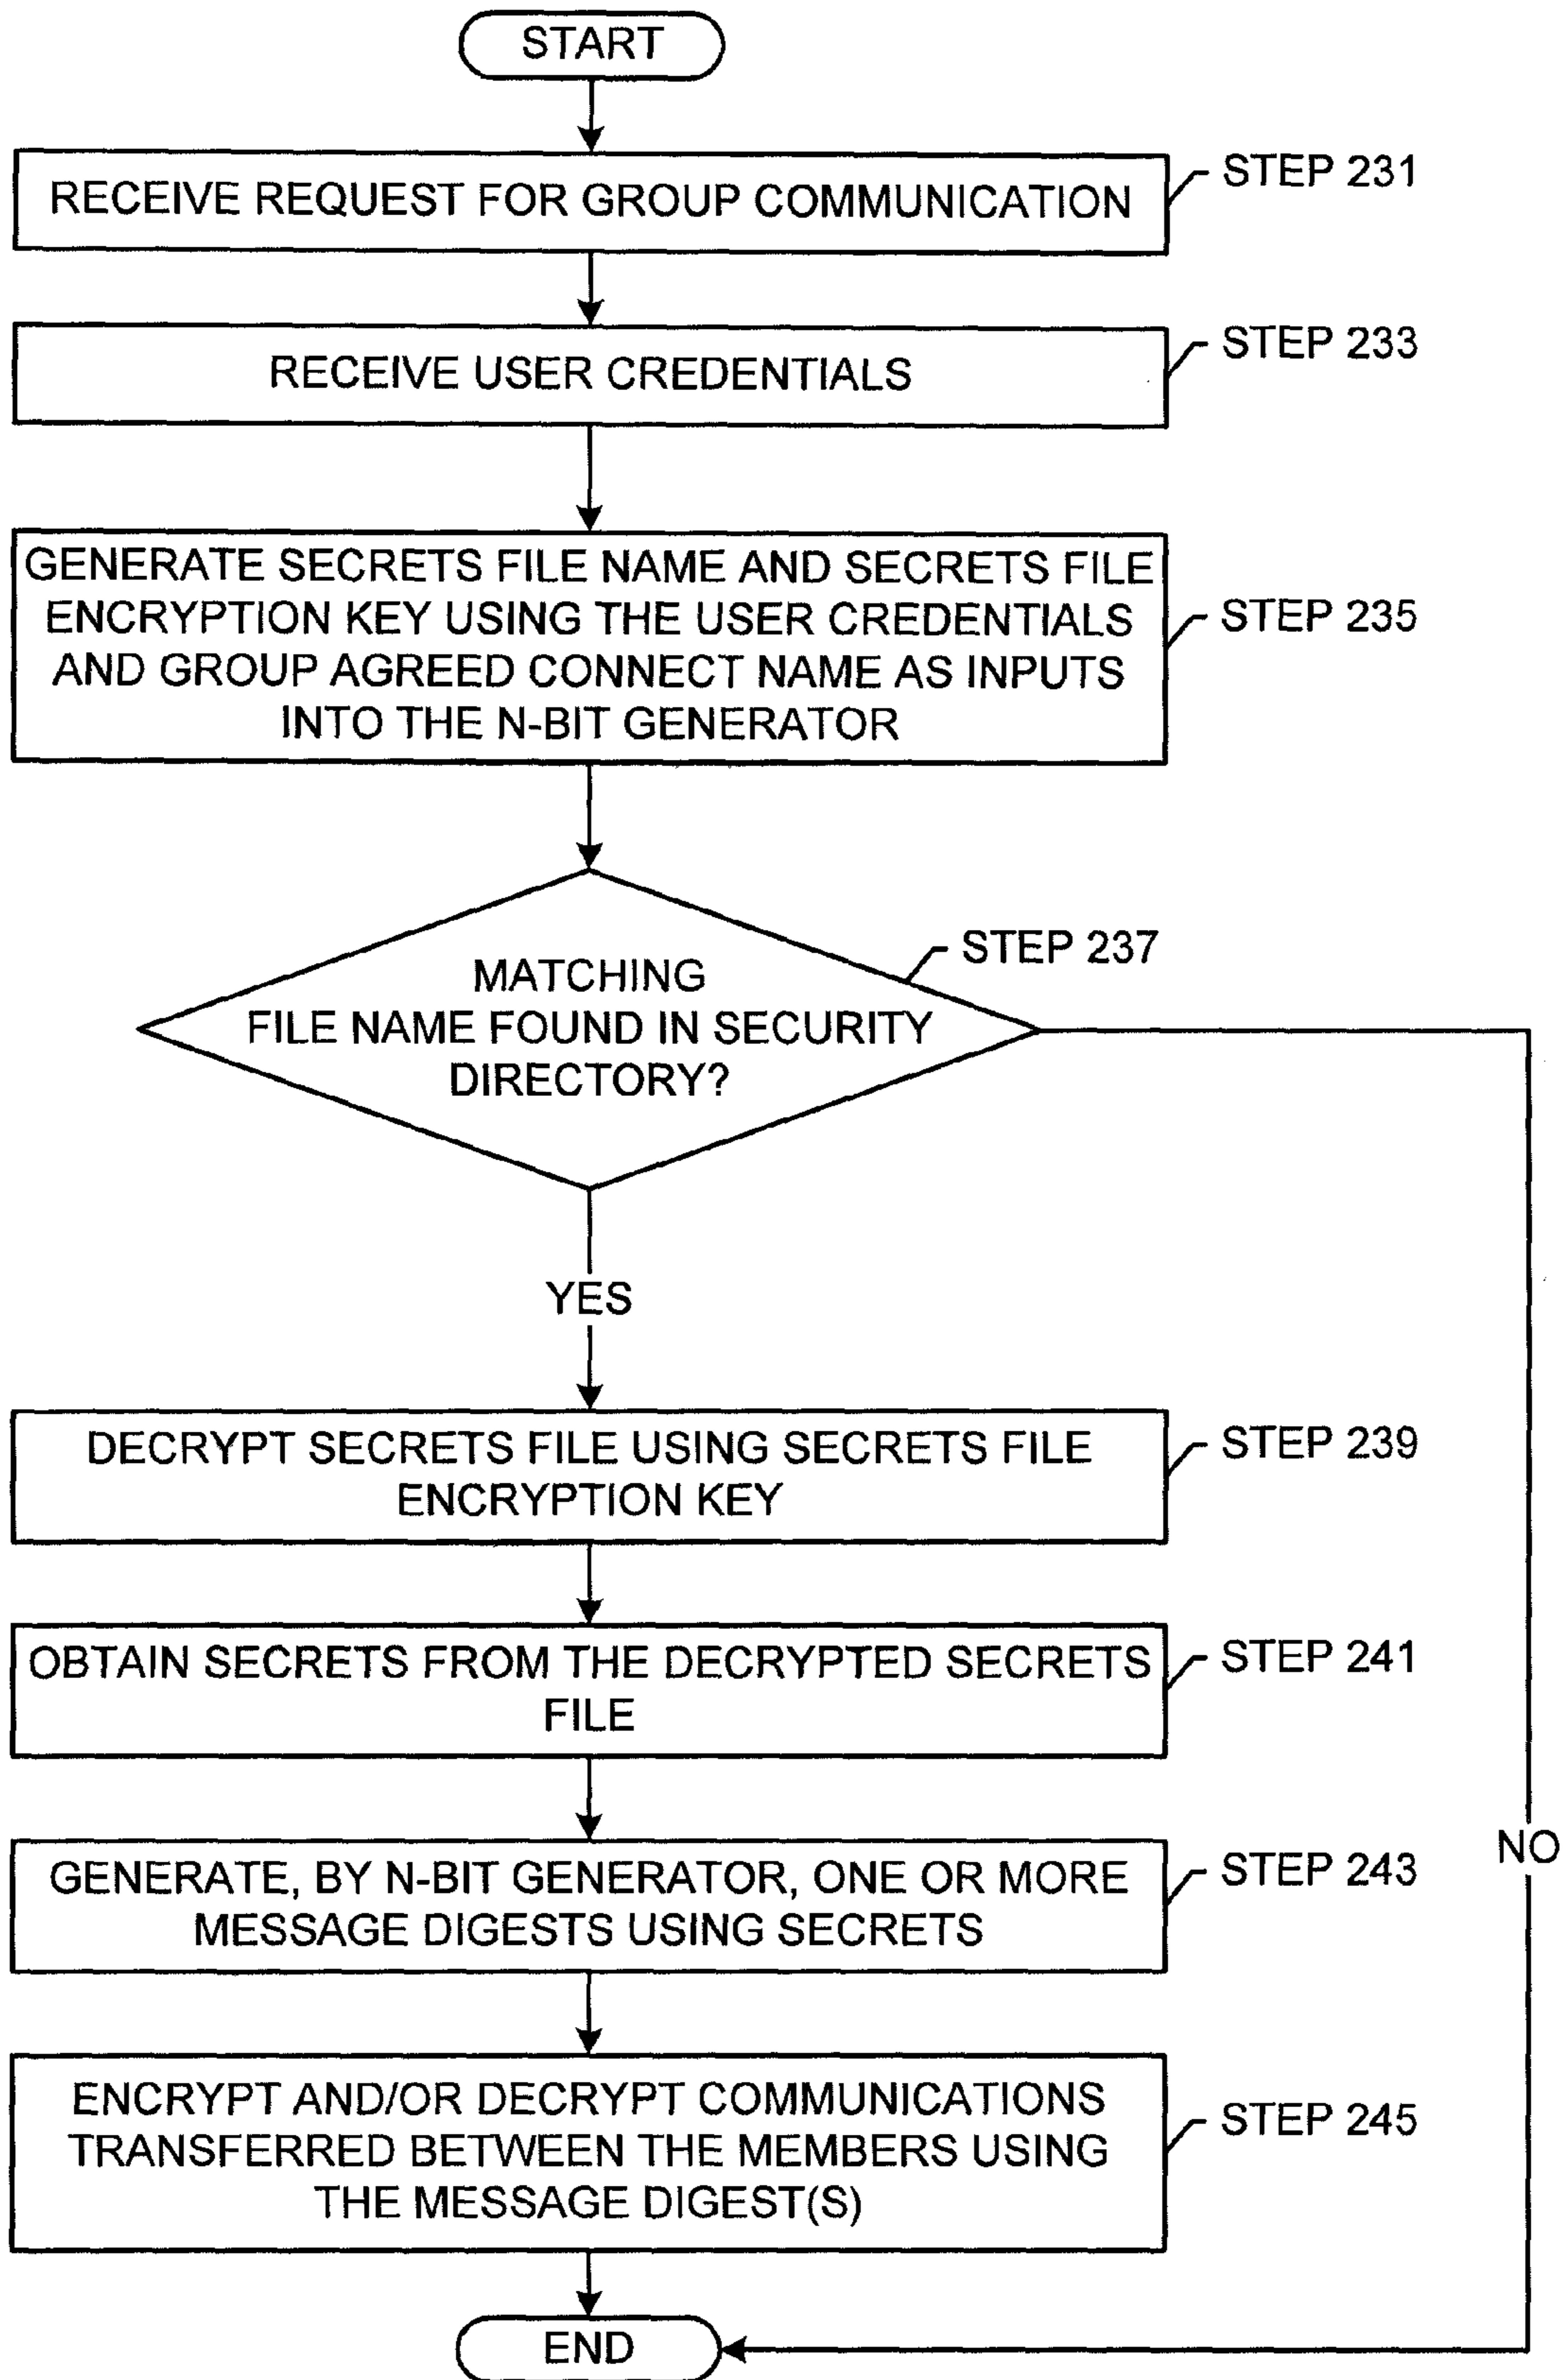 START
RECEIVE REQUEST FOR GROUP COMMUNICATION
STEP 231
RECEIVE USER CREDENTIALS
STEP 233
GENERATE SECRETS FILE NAME AND SECRETS FILE
ENCRYPTION KEY USING THE USER CREDENTIALS
AND GROUP AGREED CONNECT NAME AS INPUTS
INTO THE N-BIT GENERATOR
STEP 235
MATCHING
FILE NAME FOUND IN SECURITY
DIRECTORY?
STEP 237
YES
DECRYPT SECRETS FILE USING SECRETS FILE
ENCRYPTION KEY
STEP 239
OBTAIN SECRETS FROM THE DECRYPTED SECRETS
FILE
STEP 241
NO
GENERATE, BY N-BIT GENERATOR, ONE OR MORE
MESSAGE DIGESTS USING SECRETS
STEP 243
ENCRYPT AND/OR DECRYPT COMMUNICATIONS
TRANSFERRED BETWEEN THE MEMBERS USING
THE MESSAGE DIGEST(S)
STEP 245
END